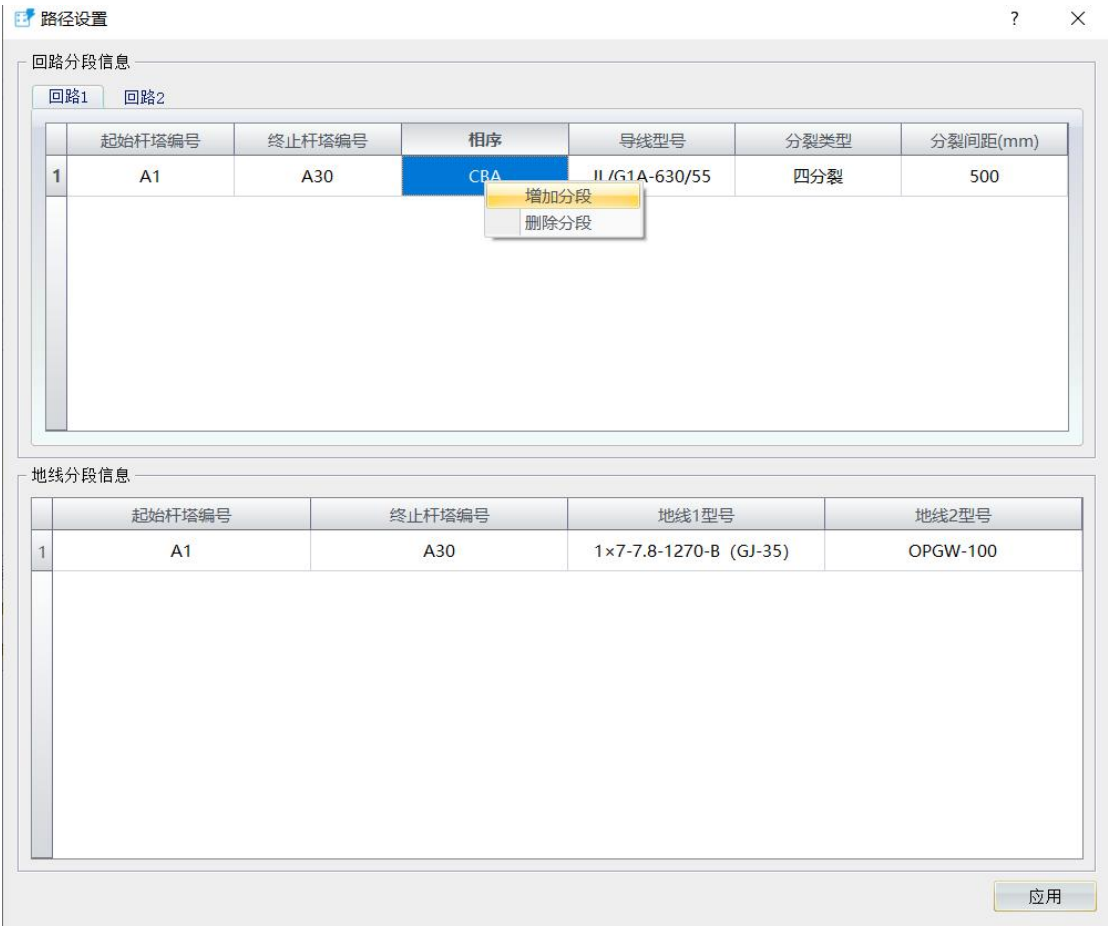 路径设置
?
回路分段信息
回路1 回路2
起始杆塔编号 终止杆塔编号 相序 导线型号 分裂类型 分裂间距(mm)
1 A1 A30 CBA JL/G1A-630/55 四分裂 500
增加分段
删除分段
地线分段信息
起始杆塔编号 终止杆塔编号 地线1型号 地线2型号
1 A1 A30 1×7-7.8-1270-B (GJ-35) OPGW-100
应用